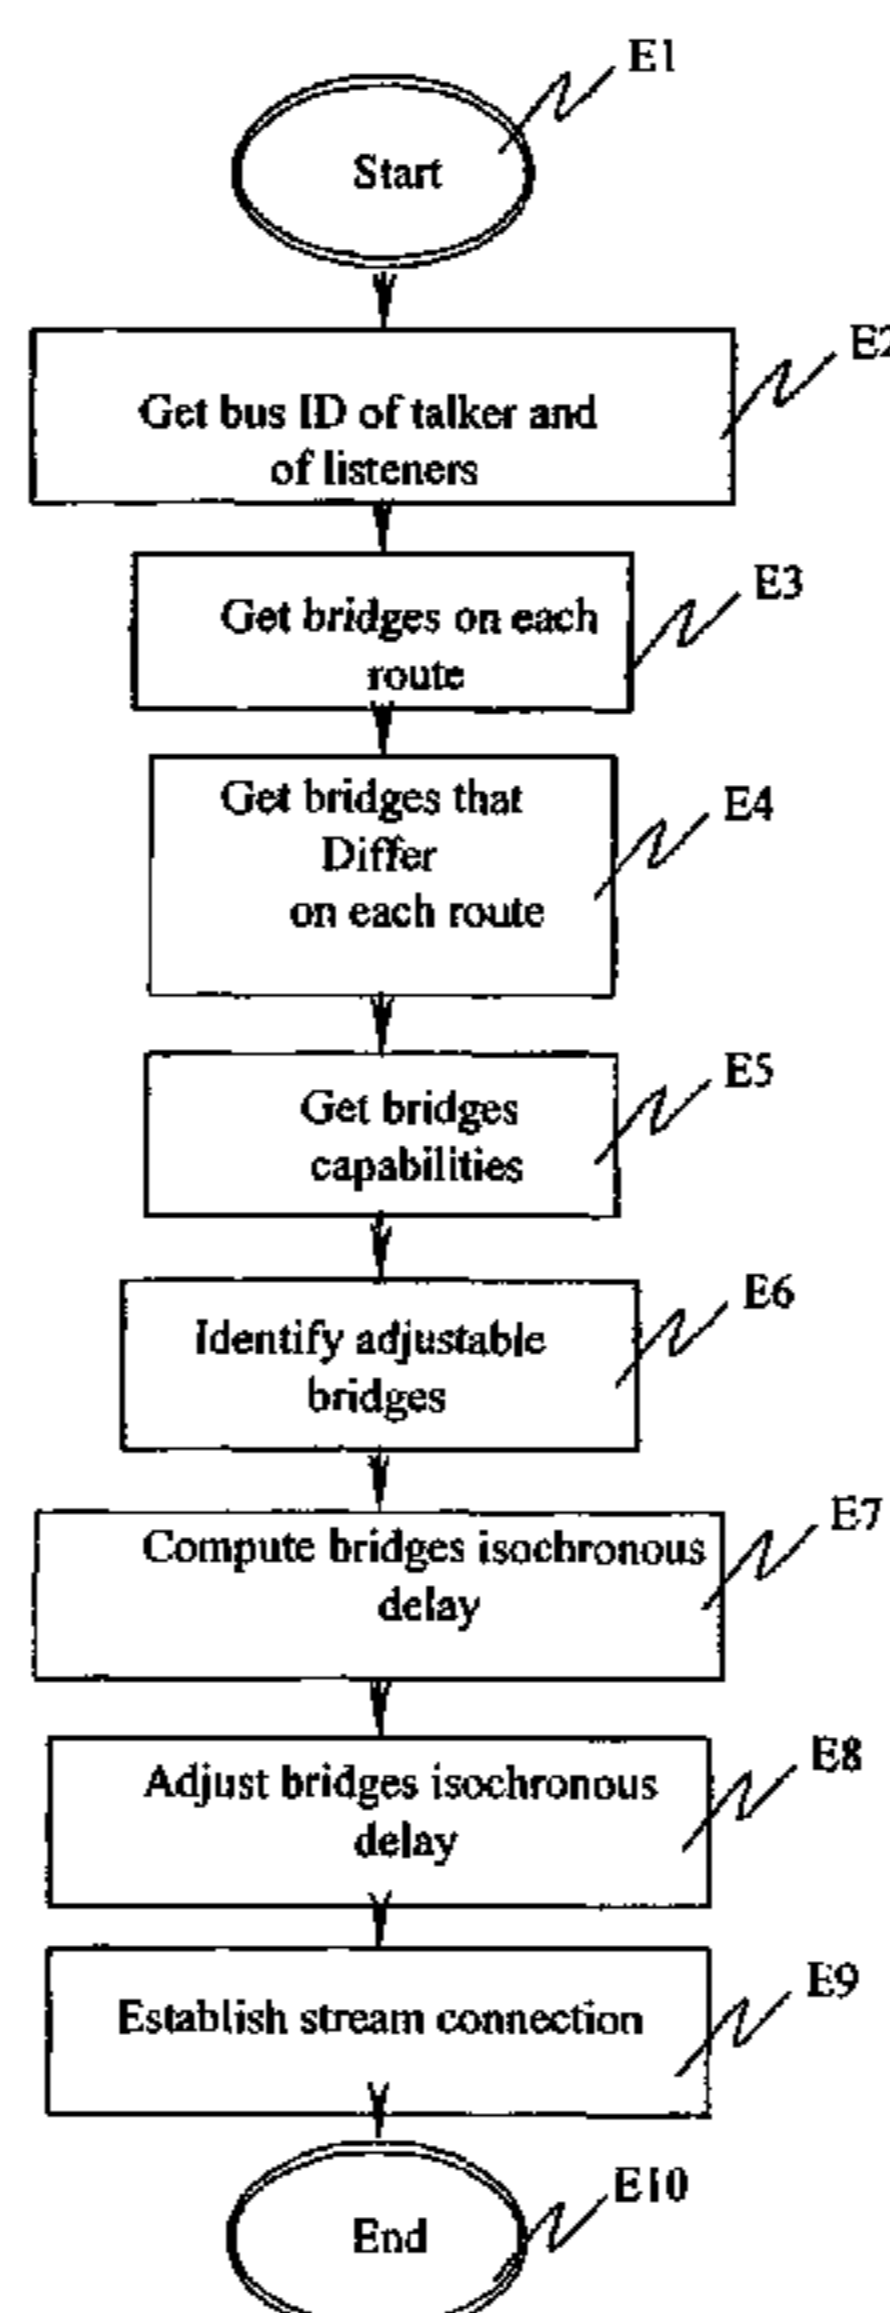 E1
Start
E2
Get bus ID of talker and
of listeners
E3
Get bridges on each
route
E4
Get bridges that
Differ
on each route
E5
Get bridges
capabilities
E6
Identify adjustable
bridges
E7
Compute bridges isochronous
delay
E8
Adjust bridges isochronous
delay
E9
Establish stream connection
E10
End